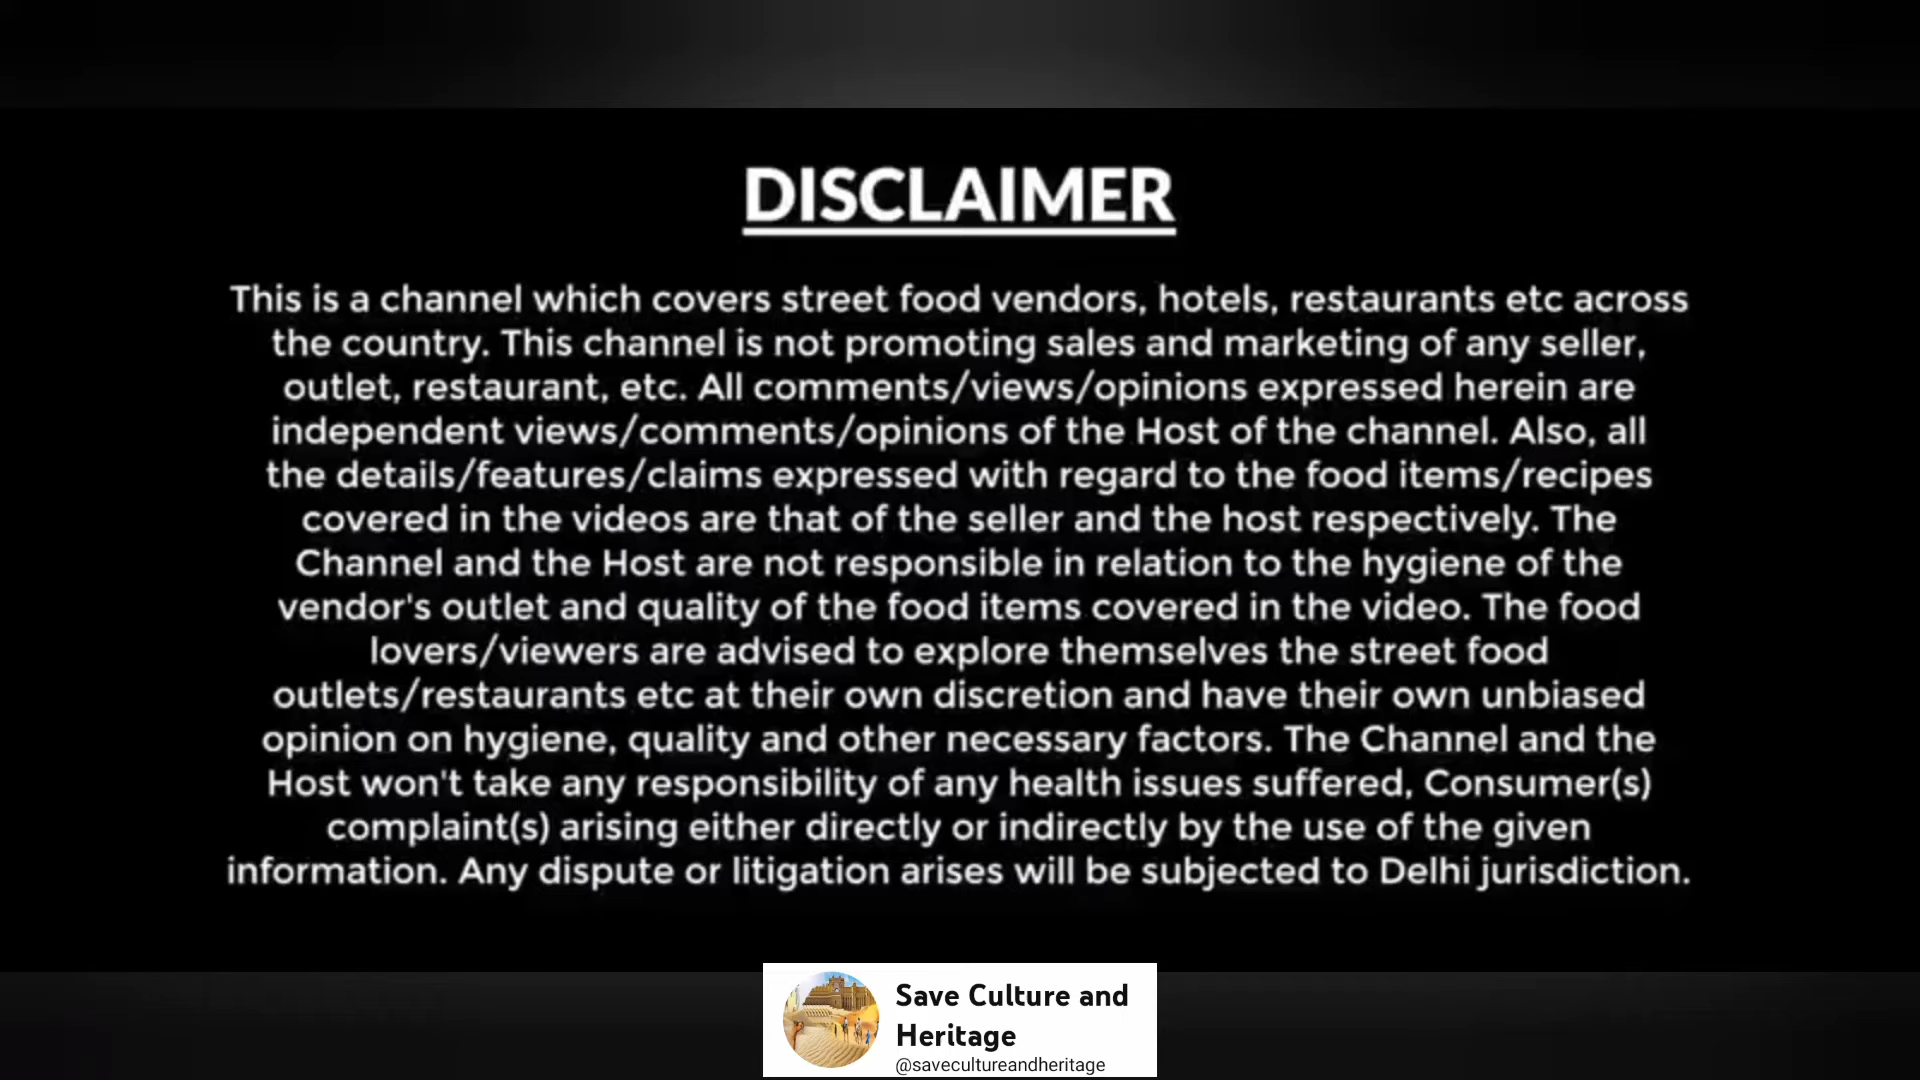 DISCLAIMER
This is a channel which covers street food vendors, hotels, restaurants etc across
the country. This channel is not promoting sales and marketing of any seller,
outlet, restaurant, etc. All comments/views/opinions expressed herein are
independent views/comments/opinions of the Host of the channel. Also, all
the details/features/claims expressed with regard to the food items/recipes
covered in the videos are that of the seller and the host respectively. The
Channel and the Host are not responsible in relation to the hygiene of the
vendor's outlet and quality of the food items covered in the video. The food
lovers/viewers are advised to explore themselves the street food
outlets/restaurants etc at their own discretion and have their own unbiased
opinion on hygiene, quality and other necessary factors. The Channel and the
Host won't take any responsibility of any health issues suffered, Consumer(s)
complaint(s) arising either directly or indirectly by the use of the given
information. Any dispute or litigation arises will be subjected to Delhi jurisdiction.
Save Culture and
Heritage
@savecultureandheritage